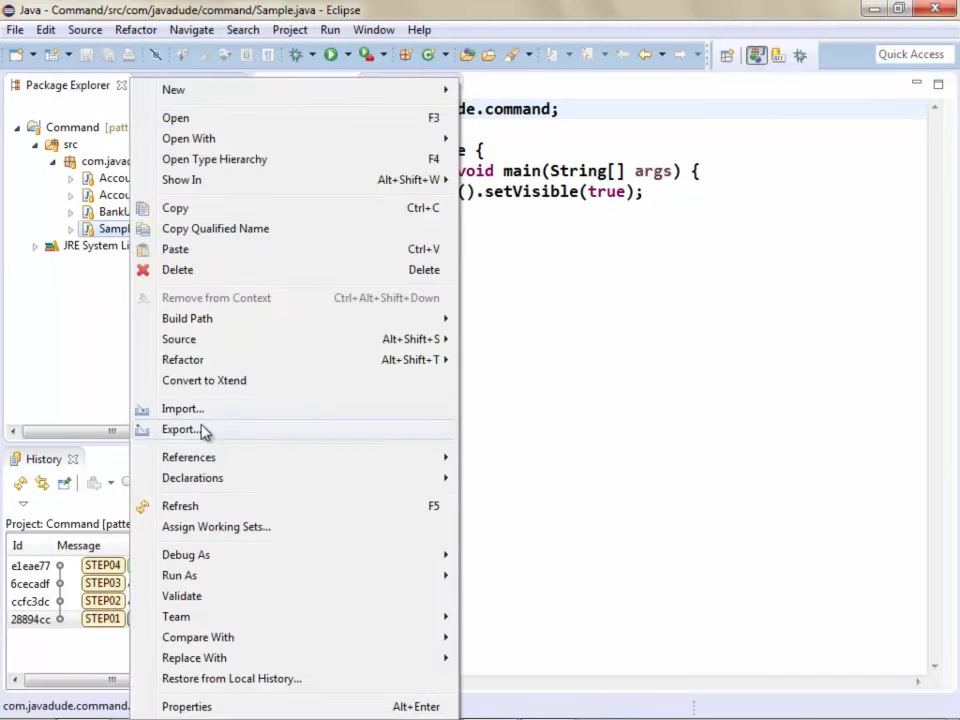 Java - Command/src/com/javadude/command/Sample.java - Eclipse
File Edit Source Refactor Navigate Search Project Run Window Help
Quick Access
Package Explorer
Command [patt
src
com.javad
Accou
Accou
BankU
Sampl
JRE System Li
New
Open F3
Open With
Open Type Hierarchy F4
Show In Alt+Shift+W
Copy Ctrl+C
Copy Qualified Name
Paste Ctrl+V
Delete Delete
Remove from Context Ctrl+Alt+Shift+Down
Build Path
Source Alt+Shift+S
Refactor Alt+Shift+T
Convert to Xtend
Import...
Export...
References
Declarations
Refresh F5
Assign Working Sets...
Debug As
Run As
Validate
Team
Compare With
Replace With
Restore from Local History...
Properties Alt+Enter
de.command;
e {
void main(String[] args) {
().setVisible(true);
History
Project: Command [patte
Id Message
e1eae77 STEP04
6cecadf STEP03
ccfc3dc STEP02
28894cc STEP01
com.javadude.command.